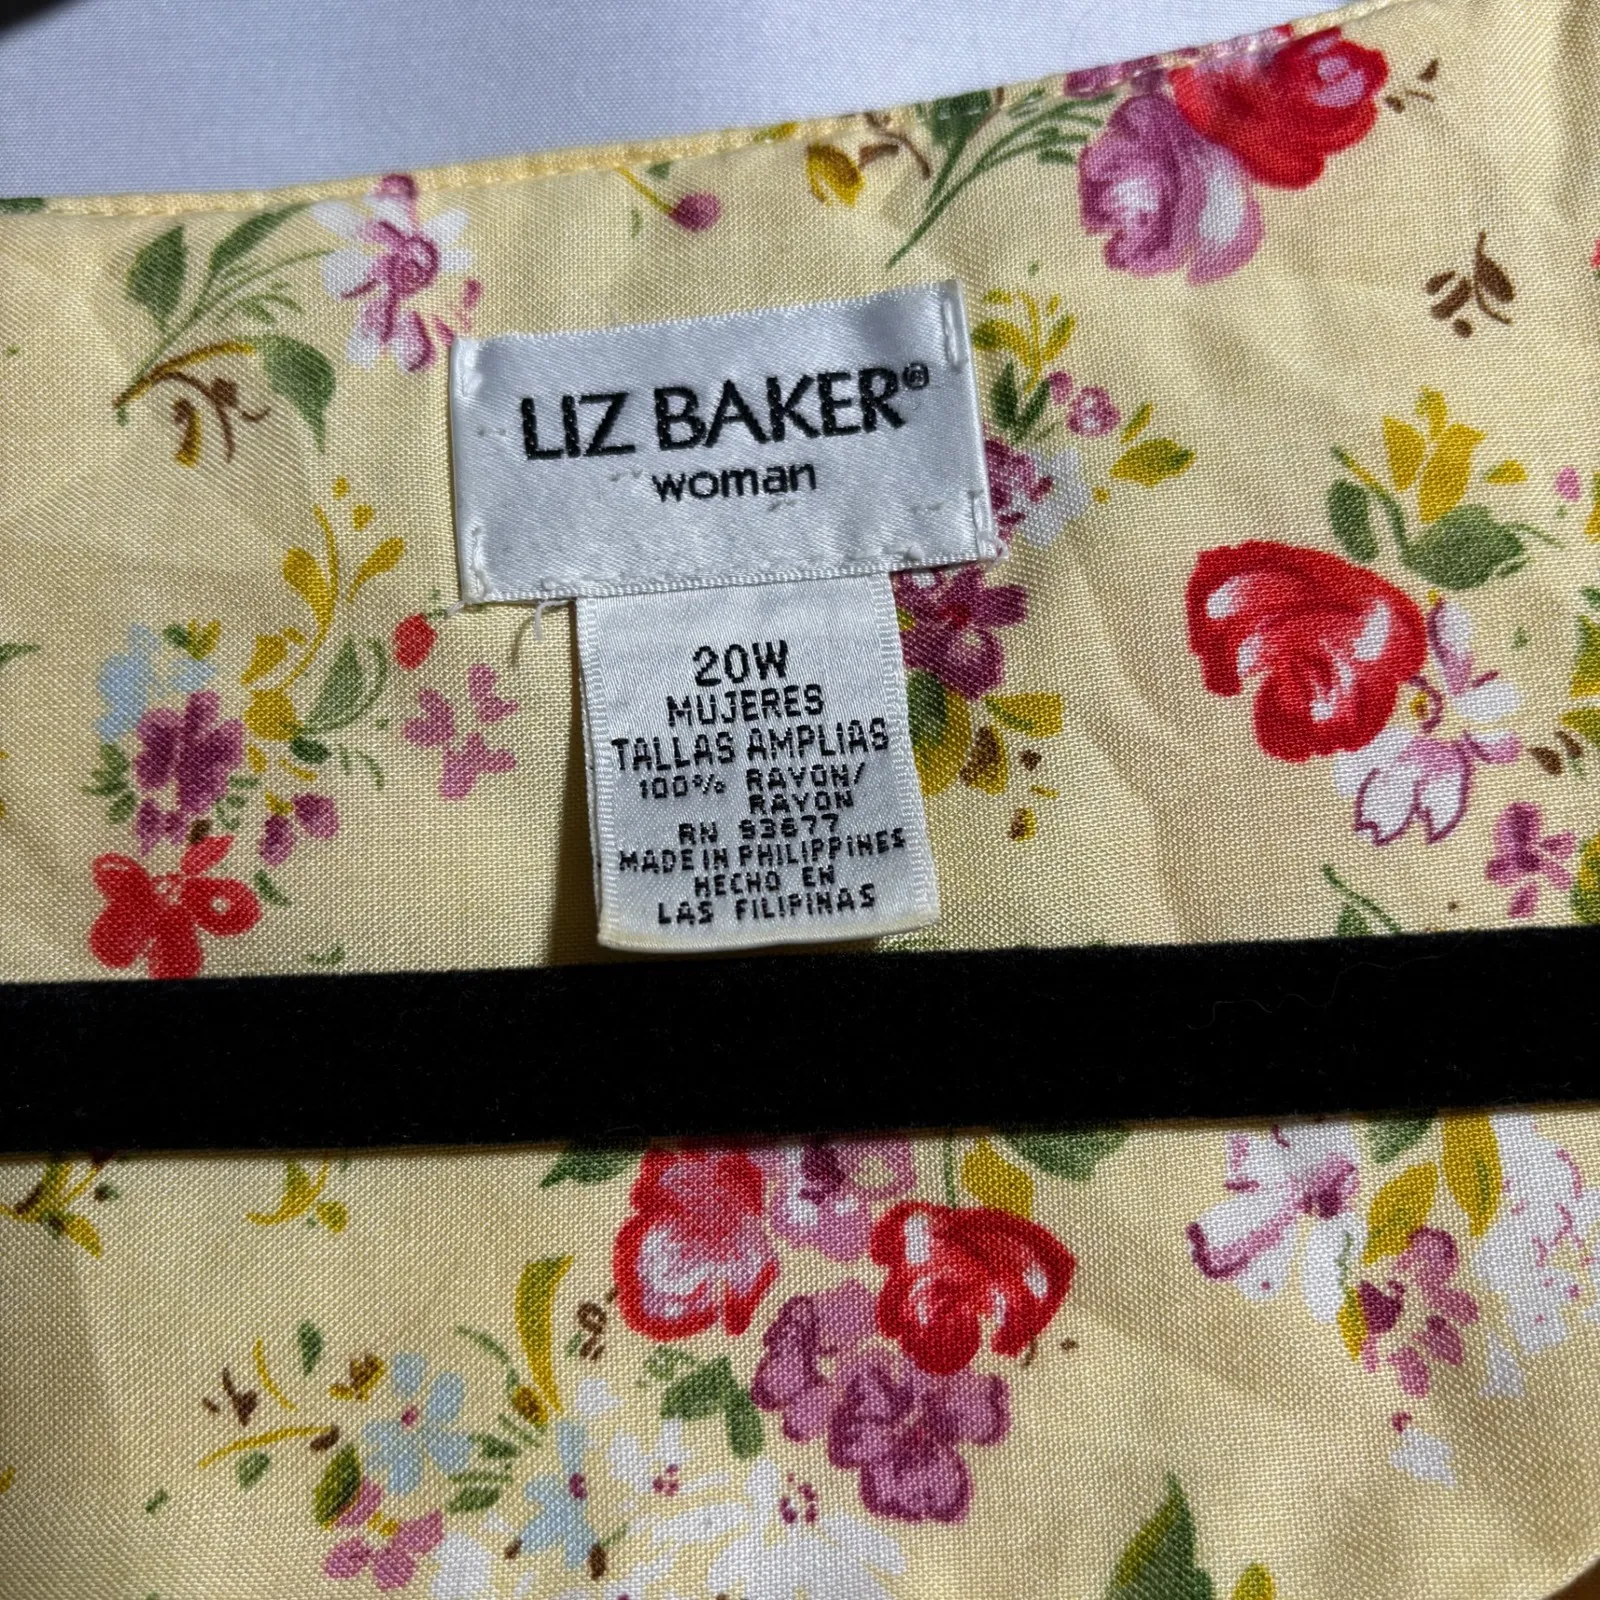 LIZ BAKER®
woman
20W
MUJERES
TALLAS AMPLIAS
100% RAYON/
RAYON
RN 93677
MADE IN PHILIPPINES
HECHO EN
LAS FILIPINAS